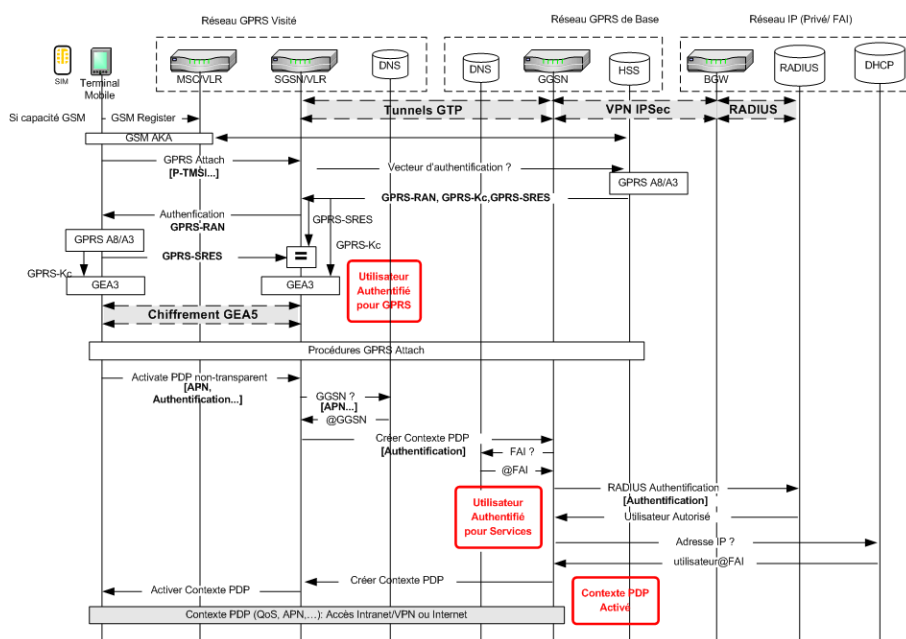 Réseau GPRS Visité
Réseau GPRS de Base
Réseau IP (Privé/ FAI)
SIM
Terminal
Mobile
MSC/VLR
SGSN/VLR
DNS
DNS
GGSN
HSS
BGW
RADIUS
DHCP
Tunnels GTP
VPN IPSec
RADIUS
Si capacité GSM
GSM Register
GSM AKA
GPRS Attach
[P-TMSI...]
Vecteur d'authentification ?
GPRS A8/A3
GPRS-RAN, GPRS-Kc,GPRS-SRES
Authenfication
GPRS-RAN
GPRS-SRES
GPRS A8/A3
GPRS-Kc
GPRS-SRES
=
GPRS-Kc
GEA3
GEA3
Utilisateur
Authentifié
pour GPRS
Chiffrement GEA5
Procédures GPRS Attach
Activate PDP non-transparent
[APN,
Authentification...]
GGSN ?
[APN...]
@GGSN
Créer Contexte PDP
[Authentification]
FAI ?
@FAI
RADIUS Authentification
[Authentification]
Utilisateur
Authentifié
pour Services
Utilisateur Autorisé
Adresse IP ?
utilisateur@FAI
Créer Contexte PDP
Activer Contexte PDP
Contexte PDP
Activé
Contexte PDP (QoS, APN,…): Accès Intranet/VPN ou Internet